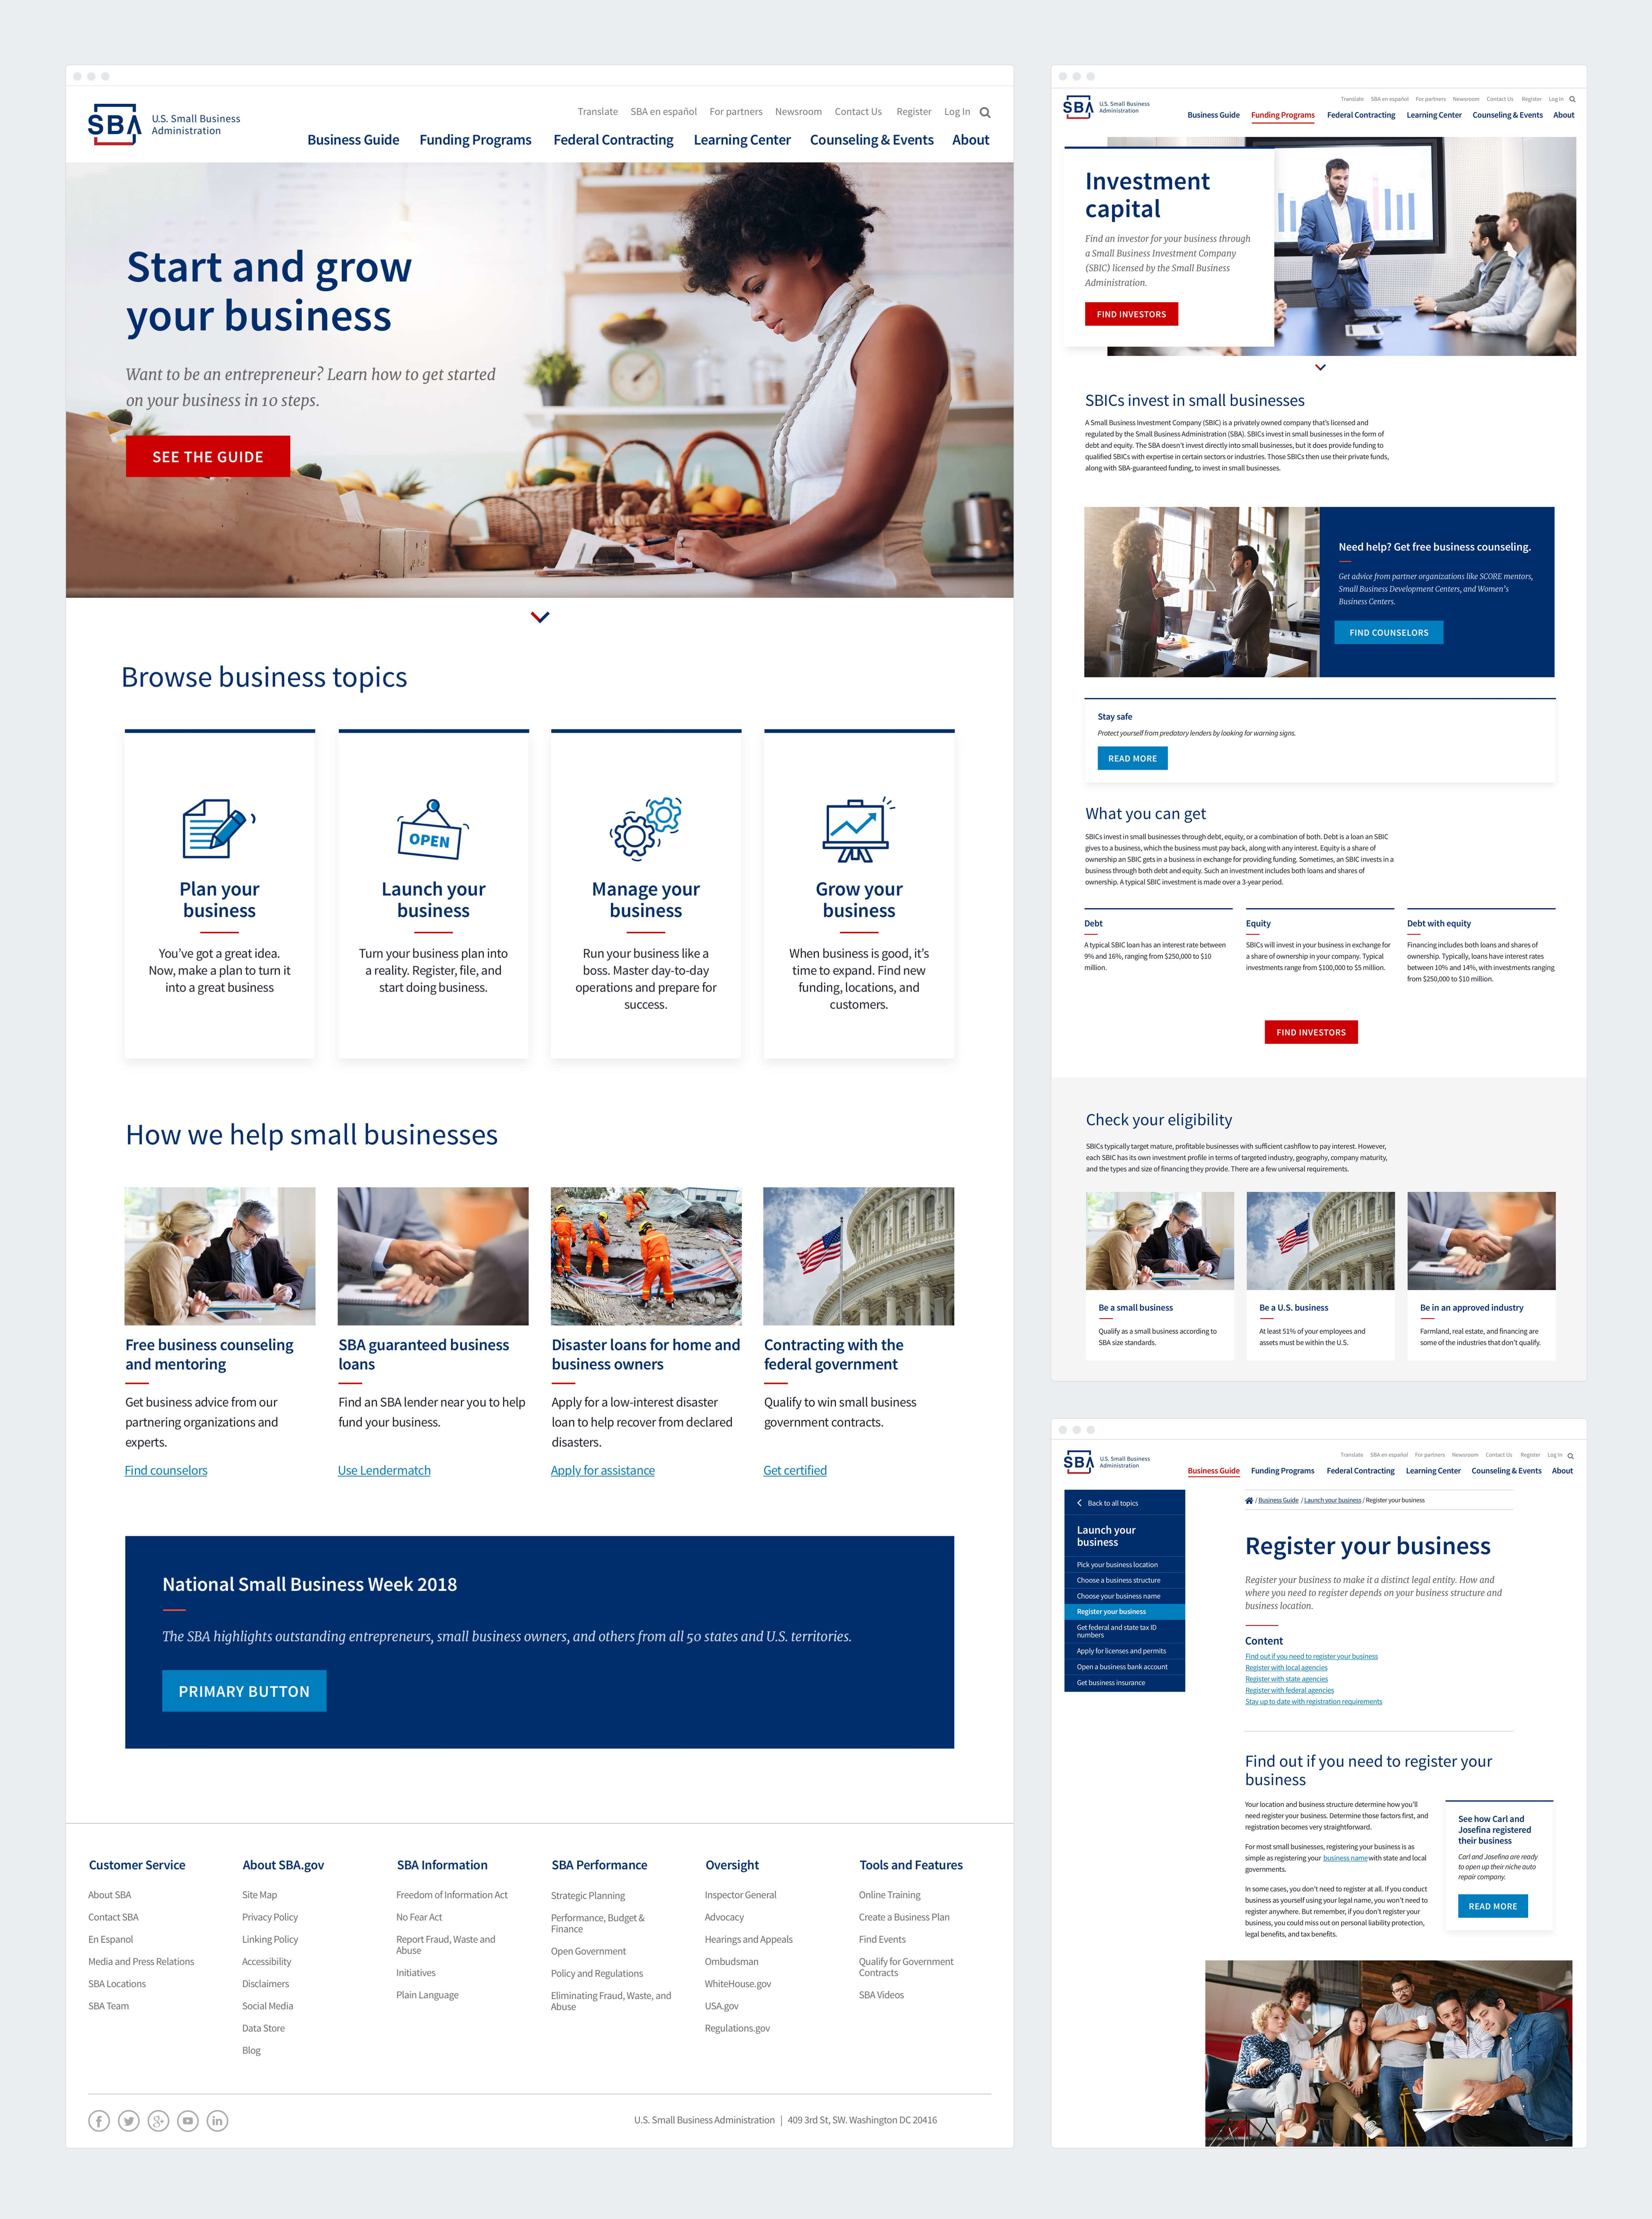 SBA
U.S. Small Business
Administration
Translate SBA en español For partners Newsroom Contact Us Register Log In
Business Guide Funding Programs Federal Contracting Learning Center Counseling & Events About
Start and grow
your business
Want to be an entrepreneur? Learn how to get started
on your business in 10 steps.
SEE THE GUIDE
Browse business topics
OPEN
Plan your
business
You've got a great idea.
Now, make a plan to turn it
into a great business
Launch your
business
Turn your business plan into
a reality. Register, file, and
start doing business.
Manage your
business
Run your business like a
boss. Master day-to-day
operations and prepare for
success.
Grow your
business
When business is good, it's
time to expand. Find new
funding, locations, and
customers.
How we help small businesses
Free business counseling
and mentoring
Get business advice from our
partnering organizations and
experts.
Find counselors
SBA guaranteed business
loans
Find an SBA lender near you to help
fund your business.
Use Lendermatch
Disaster loans for home and
business owners
Apply for a low-interest disaster
loan to help recover from declared
disasters.
Apply for assistance
Contracting with the
federal government
Qualify to win small business
government contracts.
Get certified
National Small Business Week 2018
The SBA highlights outstanding entrepreneurs, small business owners, and others from all 50 states and U.S. territories.
PRIMARY BUTTON
Customer Service
About SBA
Contact SBA
En Espanol
Media and Press Relations
SBA Locations
SBA Team
About SBA.gov
Site Map
Privacy Policy
Linking Policy
Accessibility
Disclaimers
Social Media
Data Store
Blog
SBA Information
Freedom of Information Act
No Fear Act
Report Fraud, Waste and
Abuse
Initiatives
Plain Language
SBA Performance
Strategic Planning
Performance, Budget &
Finance
Open Government
Policy and Regulations
Eliminating Fraud, Waste, and
Abuse
Oversight
Inspector General
Advocacy
Hearings and Appeals
Ombudsman
WhiteHouse.gov
USA.gov
Regulations.gov
Tools and Features
Online Training
Create a Business Plan
Find Events
Qualify for Government
Contracts
SBA Videos
U.S. Small Business Administration | 409 3rd St, SW. Washington DC 20416
SBA
U.S. Small Business
Administration
Translate SBA en español For partners Newsroom Contact Us Register Log In
Business Guide Funding Programs Federal Contracting Learning Center Counseling & Events About
Investment
capital
Find an investor for your business through
a Small Business Investment Company
(SBIC) licensed by the Small Business
Administration.
FIND INVESTORS
SBICs invest in small businesses
A Small Business Investment Company (SBIC) is a privately owned company that's licensed and
regulated by the Small Business Administration (SBA). SBICs invest in small businesses in the form of
debt and equity. The SBA doesn't invest directly into small businesses, but it does provide funding to
qualified SBICs with expertise in certain sectors or industries. Those SBICs then use their private funds,
along with SBA-guaranteed funding, to invest in small businesses.
Need help? Get free business counseling.
Get advice from partner organizations like SCORE mentors,
Small Business Development Centers, and Women's
Business Centers.
FIND COUNSELORS
Stay safe
Protect yourself from predatory lenders by looking for warning signs.
READ MORE
What you can get
SBICs invest in small businesses through debt, equity, or a combination of both. Debt is a loan an SBIC
gives to a business, which the business must pay back, along with any interest. Equity is a share of
ownership an SBIC gets in a business in exchange for providing funding. Sometimes, an SBIC invests in a
business through both debt and equity. Such an investment includes both loans and shares of
ownership. A typical SBIC investment is made over a 3-year period.
Debt
A typical SBIC loan has an interest rate between
9% and 16%, ranging from $250,000 to $10
million.
Equity
SBICs will invest in your business in exchange for
a share of ownership in your company. Typical
investments range from $100,000 to $5 million.
Debt with equity
Financing includes both loans and shares of
ownership. Typically, loans have interest rates
between 10% and 14%, with investments ranging
from $250,000 to $10 million.
FIND INVESTORS
Check your eligibility
SBICs typically target mature, profitable businesses with sufficient cashflow to pay interest. However,
each SBIC has its own investment profile in terms of targeted industry, geography, company maturity,
and the types and size of financing they provide. There are a few universal requirements.
Be a small business
Qualify as a small business according to
SBA size standards.
Be a U.S. business
At least 51% of your employees and
assets must be within the U.S.
Be in an approved industry
Farmland, real estate, and financing are
some of the industries that don't qualify.
SBA
U.S. Small Business
Administration
Translate SBA en español For partners Newsroom Contact Us Register Log In
Business Guide Funding Programs Federal Contracting Learning Center Counseling & Events About
Back to all topics
Launch your
business
Pick your business location
Choose a business structure
Choose your business name
Register your business
Get federal and state tax ID
numbers
Apply for licenses and permits
Open a business bank account
Get business insurance
/ Business Guide / Launch your business / Register your business
Register your business
Register your business to make it a distinct legal entity. How and
where you need to register depends on your business structure and
business location.
Content
Find out if you need to register your business
Register with local agencies
Register with state agencies
Register with federal agencies
Stay up to date with registration requirements
Find out if you need to register your
business
Your location and business structure determine how you'll
need register your business. Determine those factors first, and
registration becomes very straightforward.
For most small businesses, registering your business is as
simple as registering your business name with state and local
governments.
In some cases, you don't need to register at all. If you conduct
business as yourself using your legal name, you won't need to
register anywhere. But remember, if you don't register your
business, you could miss out on personal liability protection,
legal benefits, and tax benefits.
See how Carl and
Josefina registered
their business
Carl and Josefina are ready
to open up their niche auto
repair company.
READ MORE